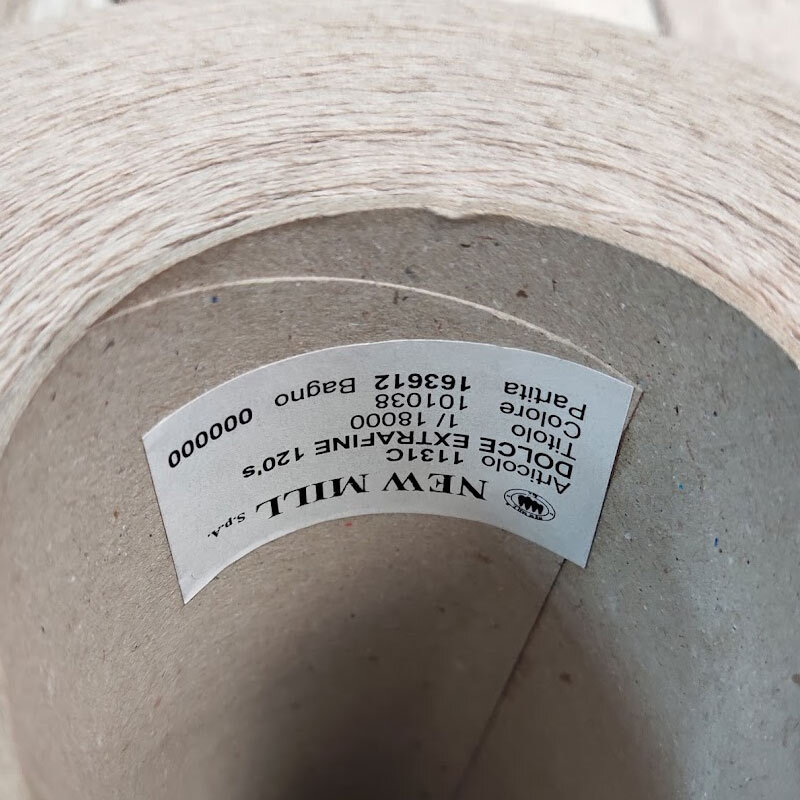 NEW MILL S.p.A.
Articolo 1131C
DOLCE EXTRAFINE 120's
Titolo 1/ 18000
Colore 101038
Partita 163612 Bagno 000000